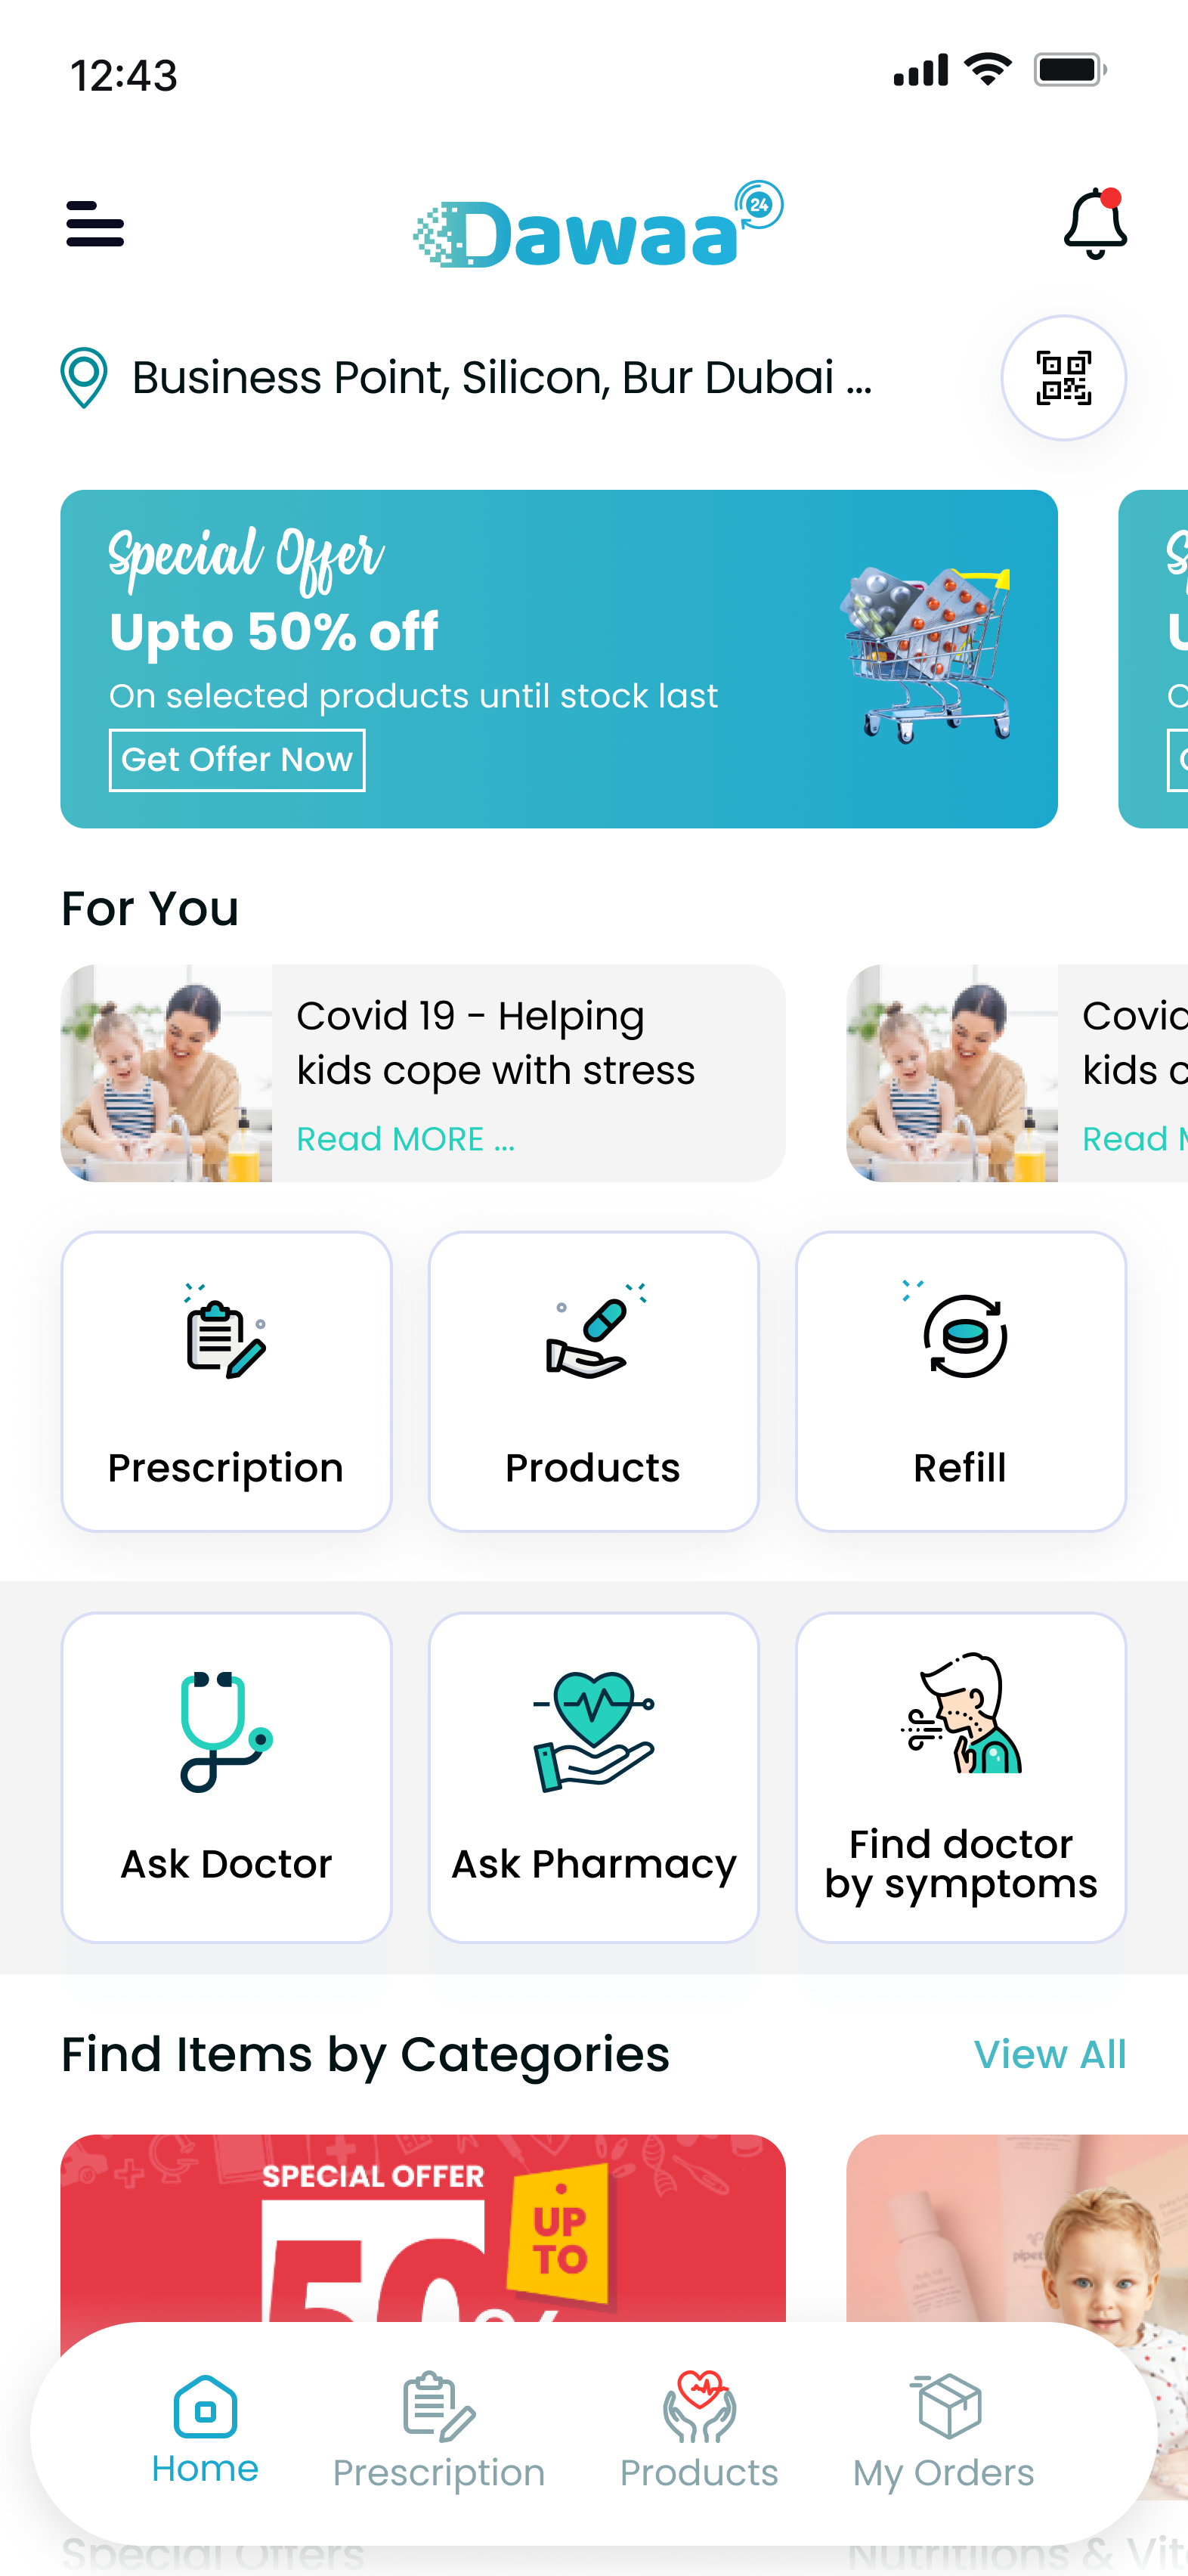 12:43
Dawaa
24
Business Point, Silicon, Bur Dubai ...
Special Offer
Upto 50% off
On selected products until stock last
Get Offer Now
For You
Covid 19 - Helping
kids cope with stress
Read MORE ...
Covid
kids c
Read M
Prescription
Products
Refill
Ask Doctor
Ask Pharmacy
Find doctor
by symptoms
Find Items by Categories
View All
SPECIAL OFFER
UP
TO
50%
Home
Prescription
Products
My Orders
Special Offers
Nutritiions & Vit